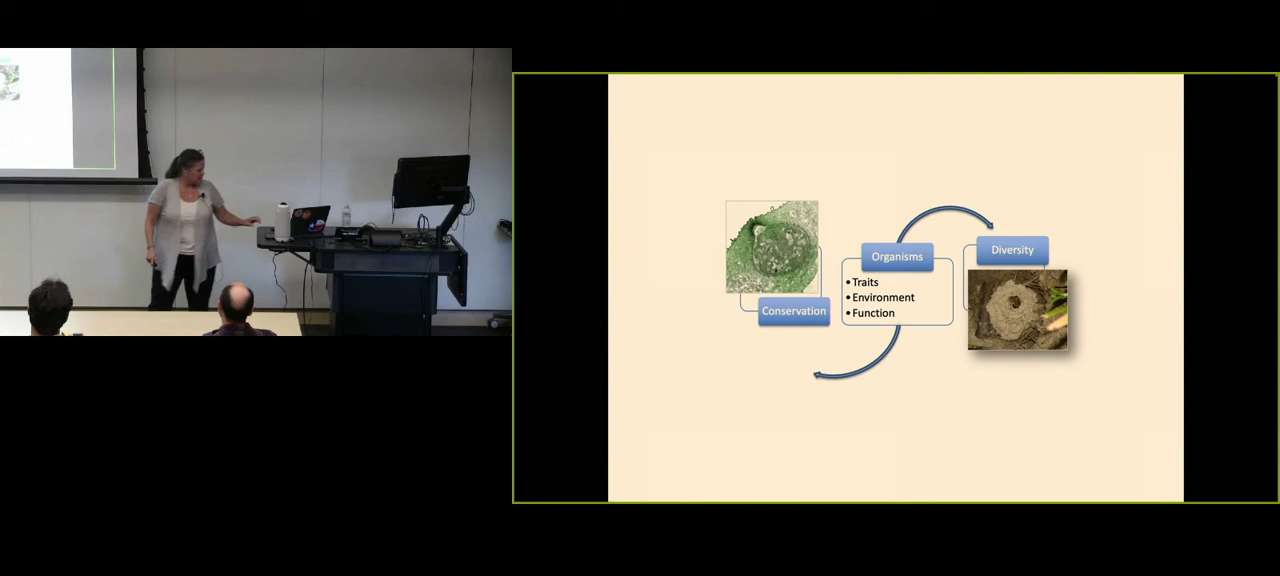 Organisms
Diversity
• Traits
• Environment
• Function
Conservation